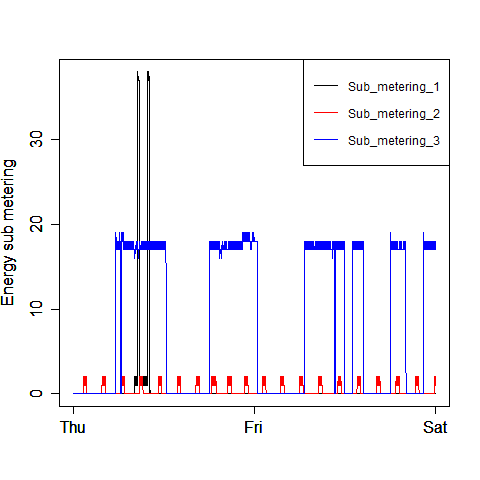 Sub_metering_1
Sub_metering_2
Sub_metering_3
Energy sub metering
30
20
10
0
Thu
Fri
Sat